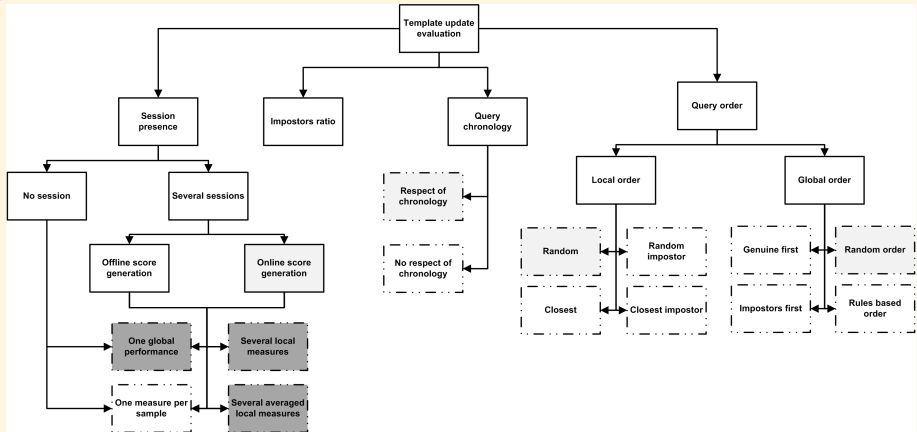 Template update
evaluation
Session
presence
Impostors ratio
Query
chronology
Query order
No session
Several sessions
Respect of
chronology
Local order
Global order
Offline score
generation
Online score
generation
No respect of
chronology
Random
Random
impostor
Genuine first
Random order
Closest
Closest impostor
Impostors first
Rules based
order
One global
performance
Several local
measures
One measure per
sample
Several averaged
local measures